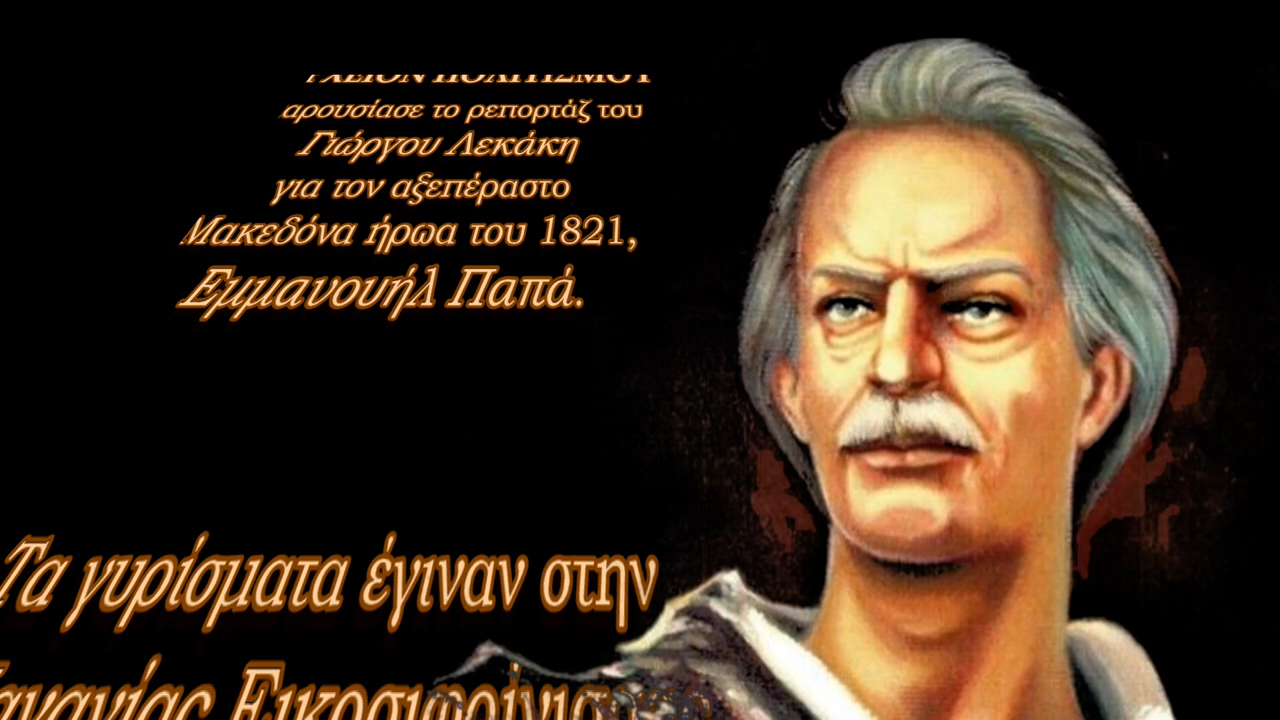 ΠΟΛΙΤΙΣΜΟΥ
αρουσίασε το ρεπορτάζ του
Γιώργου Λεκάκη
για τον αξεπέραστο
Μακεδόνα ήρωα του 1821,
Εμμανουήλ Παπά.
Τα γυρίσματα έγιναν στην